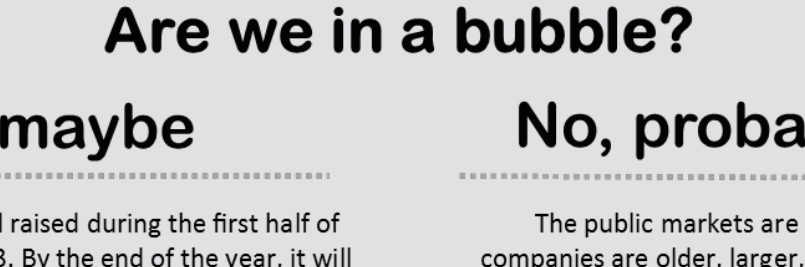 Are we in a bubble?
maybe
No, proba
raised during the first half of
. By the end of the year, it will
The public markets are
companies are older, larger,